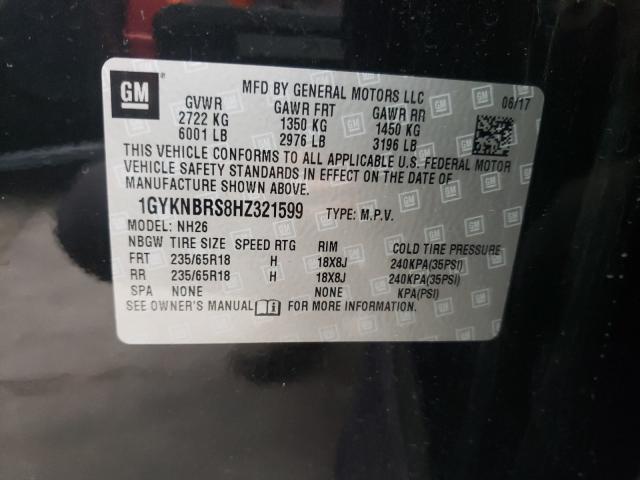 GM
MFD BY GENERAL MOTORS LLC
06/17
GVWR GAWR FRT GAWR RR
2722 KG 1350 KG 1450 KG
6001 LB 2976 LB 3196 LB
THIS VEHICLE CONFORMS TO ALL APPLICABLE U.S. FEDERAL MOTOR
VEHICLE SAFETY STANDARDS IN EFFECT ON THE DATE OF
MANUFACTURE SHOWN ABOVE.
1GYKNBRS8HZ321599 TYPE: M.P.V.
MODEL: NH26
NBGW TIRE SIZE SPEED RTG RIM COLD TIRE PRESSURE
FRT 235/65R18 H 18X8J 240KPA(35PSI)
RR 235/65R18 H 18X8J 240KPA(35PSI)
SPA NONE NONE KPA(PSI)
SEE OWNER'S MANUAL FOR MORE INFORMATION.